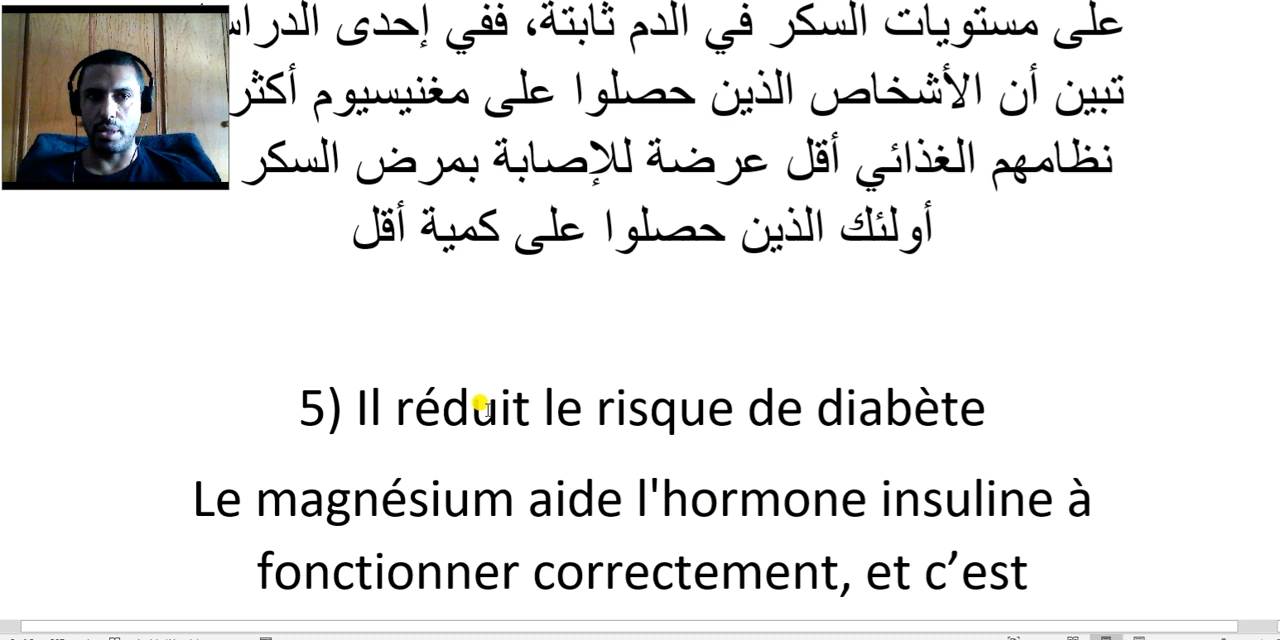 على مستويات السكر في الدم ثابتة، ففي إحدى
تبين أن الأشخاص الذين حصلوا على مغنيسيوم أكثر
نظامهم الغذائي أقل عرضة للإصابة بمرض السكر
أولئك الذين حصلوا على كمية أقل
5) Il réduit le risque de diabète
Le magnésium aide l'hormone insuline à
fonctionner correctement, et c’est